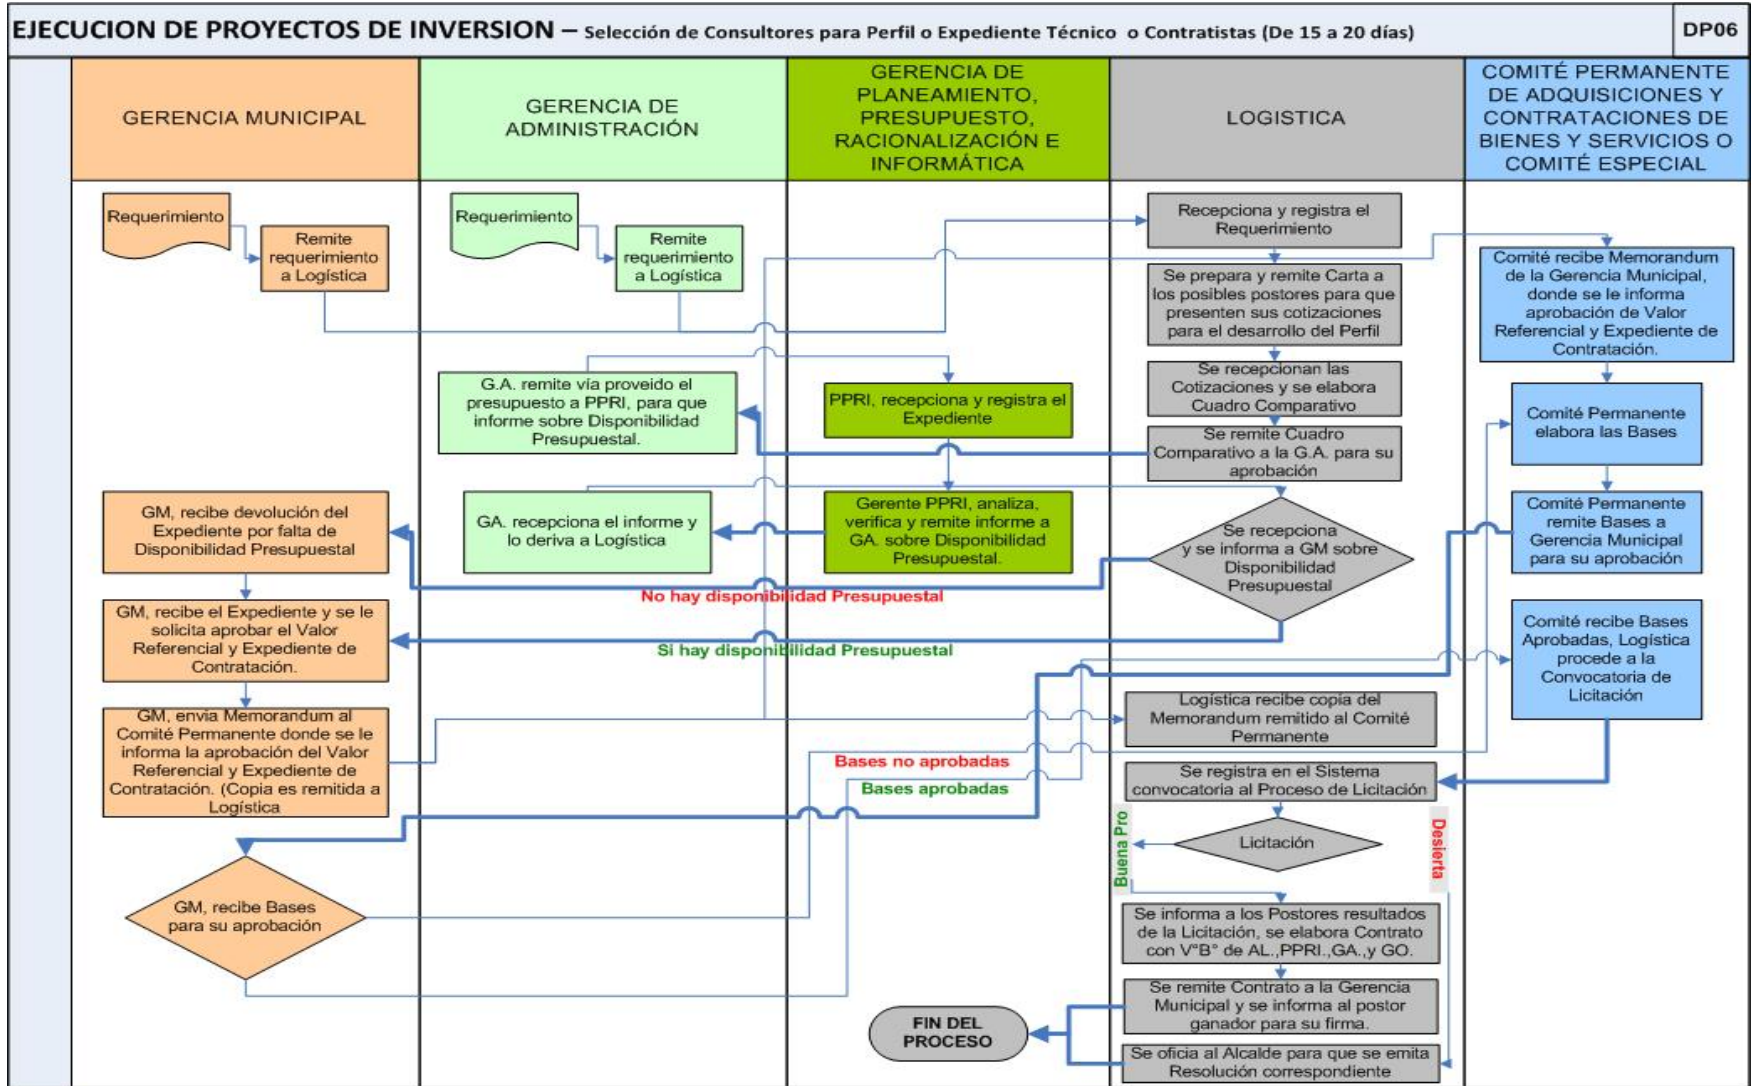 EJECUCION DE PROYECTOS DE INVERSION – Selección de Consultores para Perfil o Expediente Técnico o Contratistas (De 15 a 20 días)
DP06
GERENCIA MUNICIPAL
GERENCIA DE
ADMINISTRACIÓN
GERENCIA DE
PLANEAMIENTO,
PRESUPUESTO,
RACIONALIZACIÓN E
INFORMÁTICA
LOGISTICA
COMITÉ PERMANENTE
DE ADQUISICIONES Y
CONTRATACIONES DE
BIENES Y SERVICIOS O
COMITÉ ESPECIAL
Requerimiento
Remite
requerimiento
a Logística
GM, recibe devolución del
Expediente por falta de
Disponibilidad Presupuestal
GM, recibe el Expediente y se le
solicita aprobar el Valor
Referencial y Expediente de
Contratación.
GM, envia Memorandum al
Comité Permanente donde se le
informa la aprobación del Valor
Referencial y Expediente de
Contratación. (Copia es remitida a
Logística
GM, recibe Bases
para su aprobación
Requerimiento
Remite
requerimiento
a Logística
G.A. remite vía proveido el
presupuesto a PPRI, para que
informe sobre Disponibilidad
Presupuestal.
GA. recepciona el informe y
lo deriva a Logística
PPRI, recepciona y registra el
Expediente
Gerente PPRI, analiza,
verifica y remite informe a
GA. sobre Disponibilidad
Presupuestal.
No hay disponibilidad Presupuestal
Si hay disponibilidad Presupuestal
Bases no aprobadas
Bases aprobadas
FIN DEL
PROCESO
Recepciona y registra el
Requerimiento
Se prepara y remite Carta a
los posibles postores para que
presenten sus cotizaciones
para el desarrollo del Perfil
Se recepcionan las
Cotizaciones y se elabora
Cuadro Comparativo
Se remite Cuadro
Comparativo a la G.A. para su
aprobación
Se recepciona
y se informa a GM sobre
Disponibilidad
Presupuestal
Logística recibe copia del
Memorandum remitido al Comité
Permanente
Se registra en el Sistema
convocatoria al Proceso de Licitación
Licitación
Buena Pro
Desierta
Se informa a los Postores resultados
de la Licitación, se elabora Contrato
con V°B° de AL.,PPRI.,GA.,y GO.
Se remite Contrato a la Gerencia
Municipal y se informa al postor
ganador para su firma.
Se oficia al Alcalde para que se emita
Resolución correspondiente
Comité recibe Memorandum
de la Gerencia Municipal,
donde se le informa
aprobación de Valor
Referencial y Expediente de
Contratación.
Comité Permanente
elabora las Bases
Comité Permanente
remite Bases a
Gerencia Municipal
para su aprobación
Comité recibe Bases
Aprobadas, Logística
procede a la
Convocatoria de
Licitación